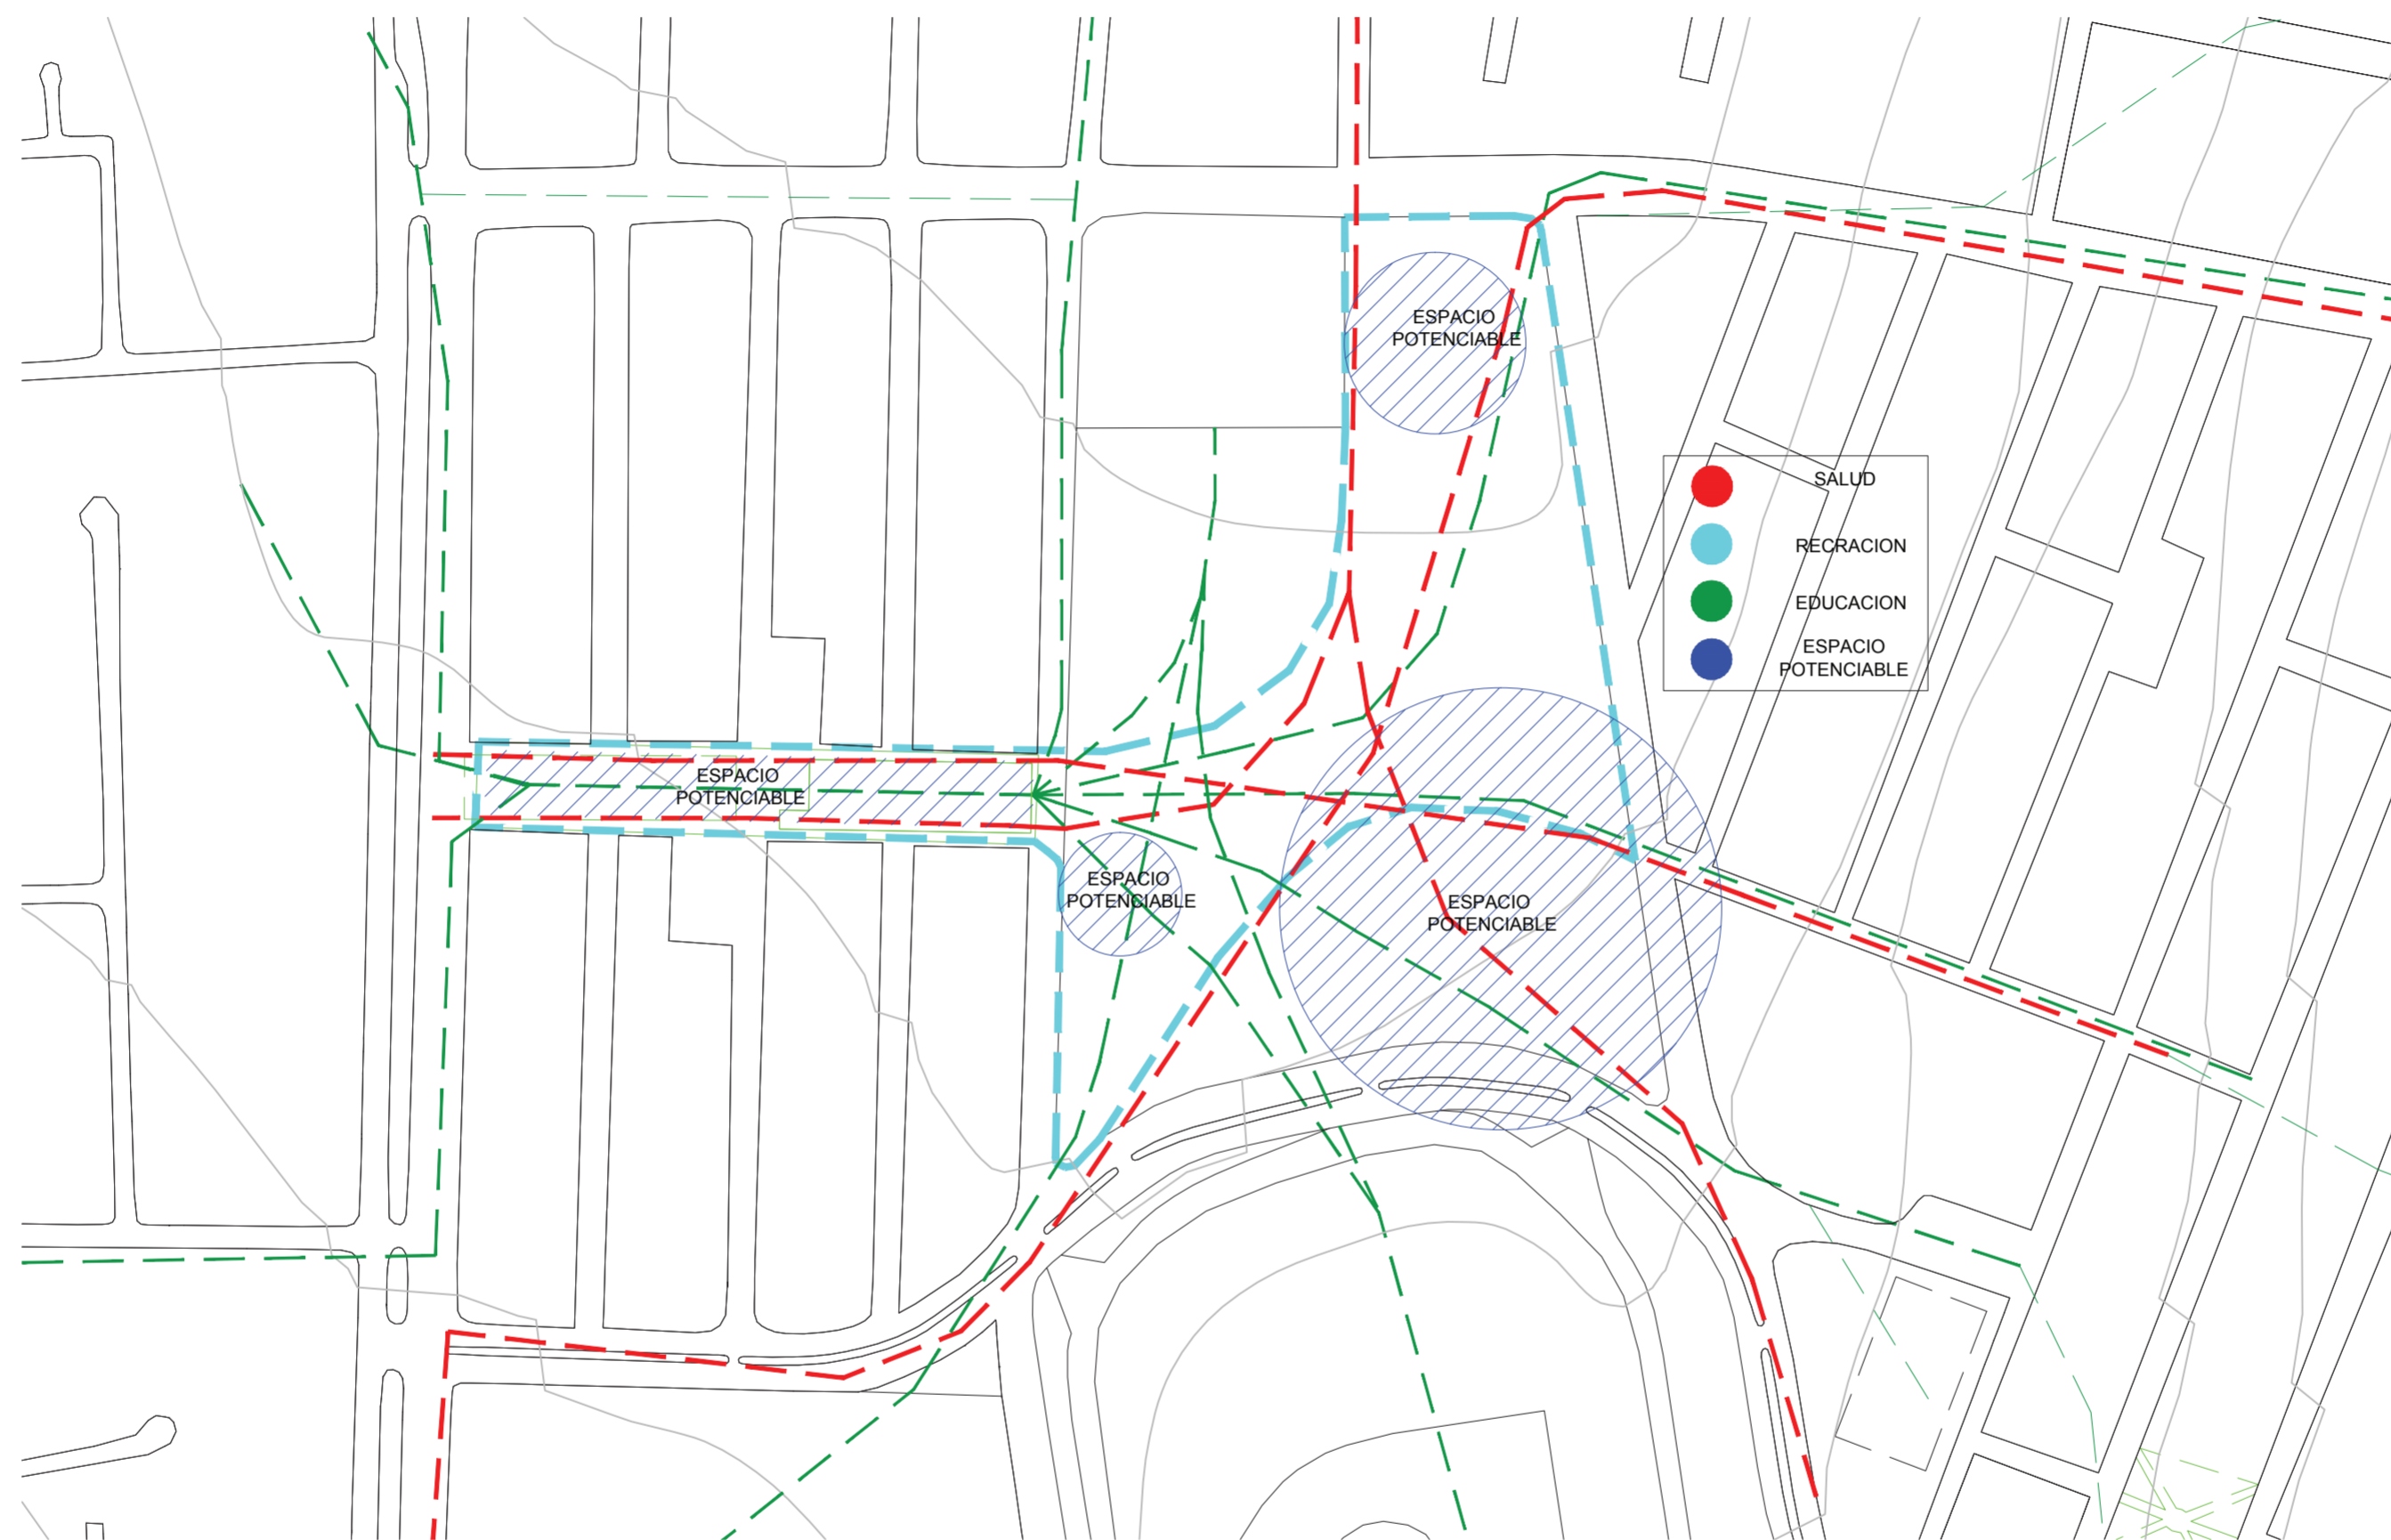 ESPACIO
POTENCIABLE
SALUD
RECRACION
EDUCACION
ESPACIO
POTENCIABLE
ESPACIO
POTENCIABLE
ESPACIO
POTENCIABLE
ESPACIO
POTENCIABLE